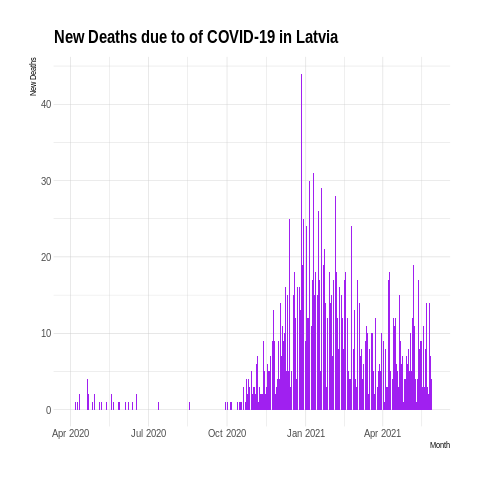 New Deaths due to of COVID-19 in Latvia
New Deaths
40
30
20
10
0
Apr 2020 Jul 2020 Oct 2020 Jan 2021 Apr 2021
Month